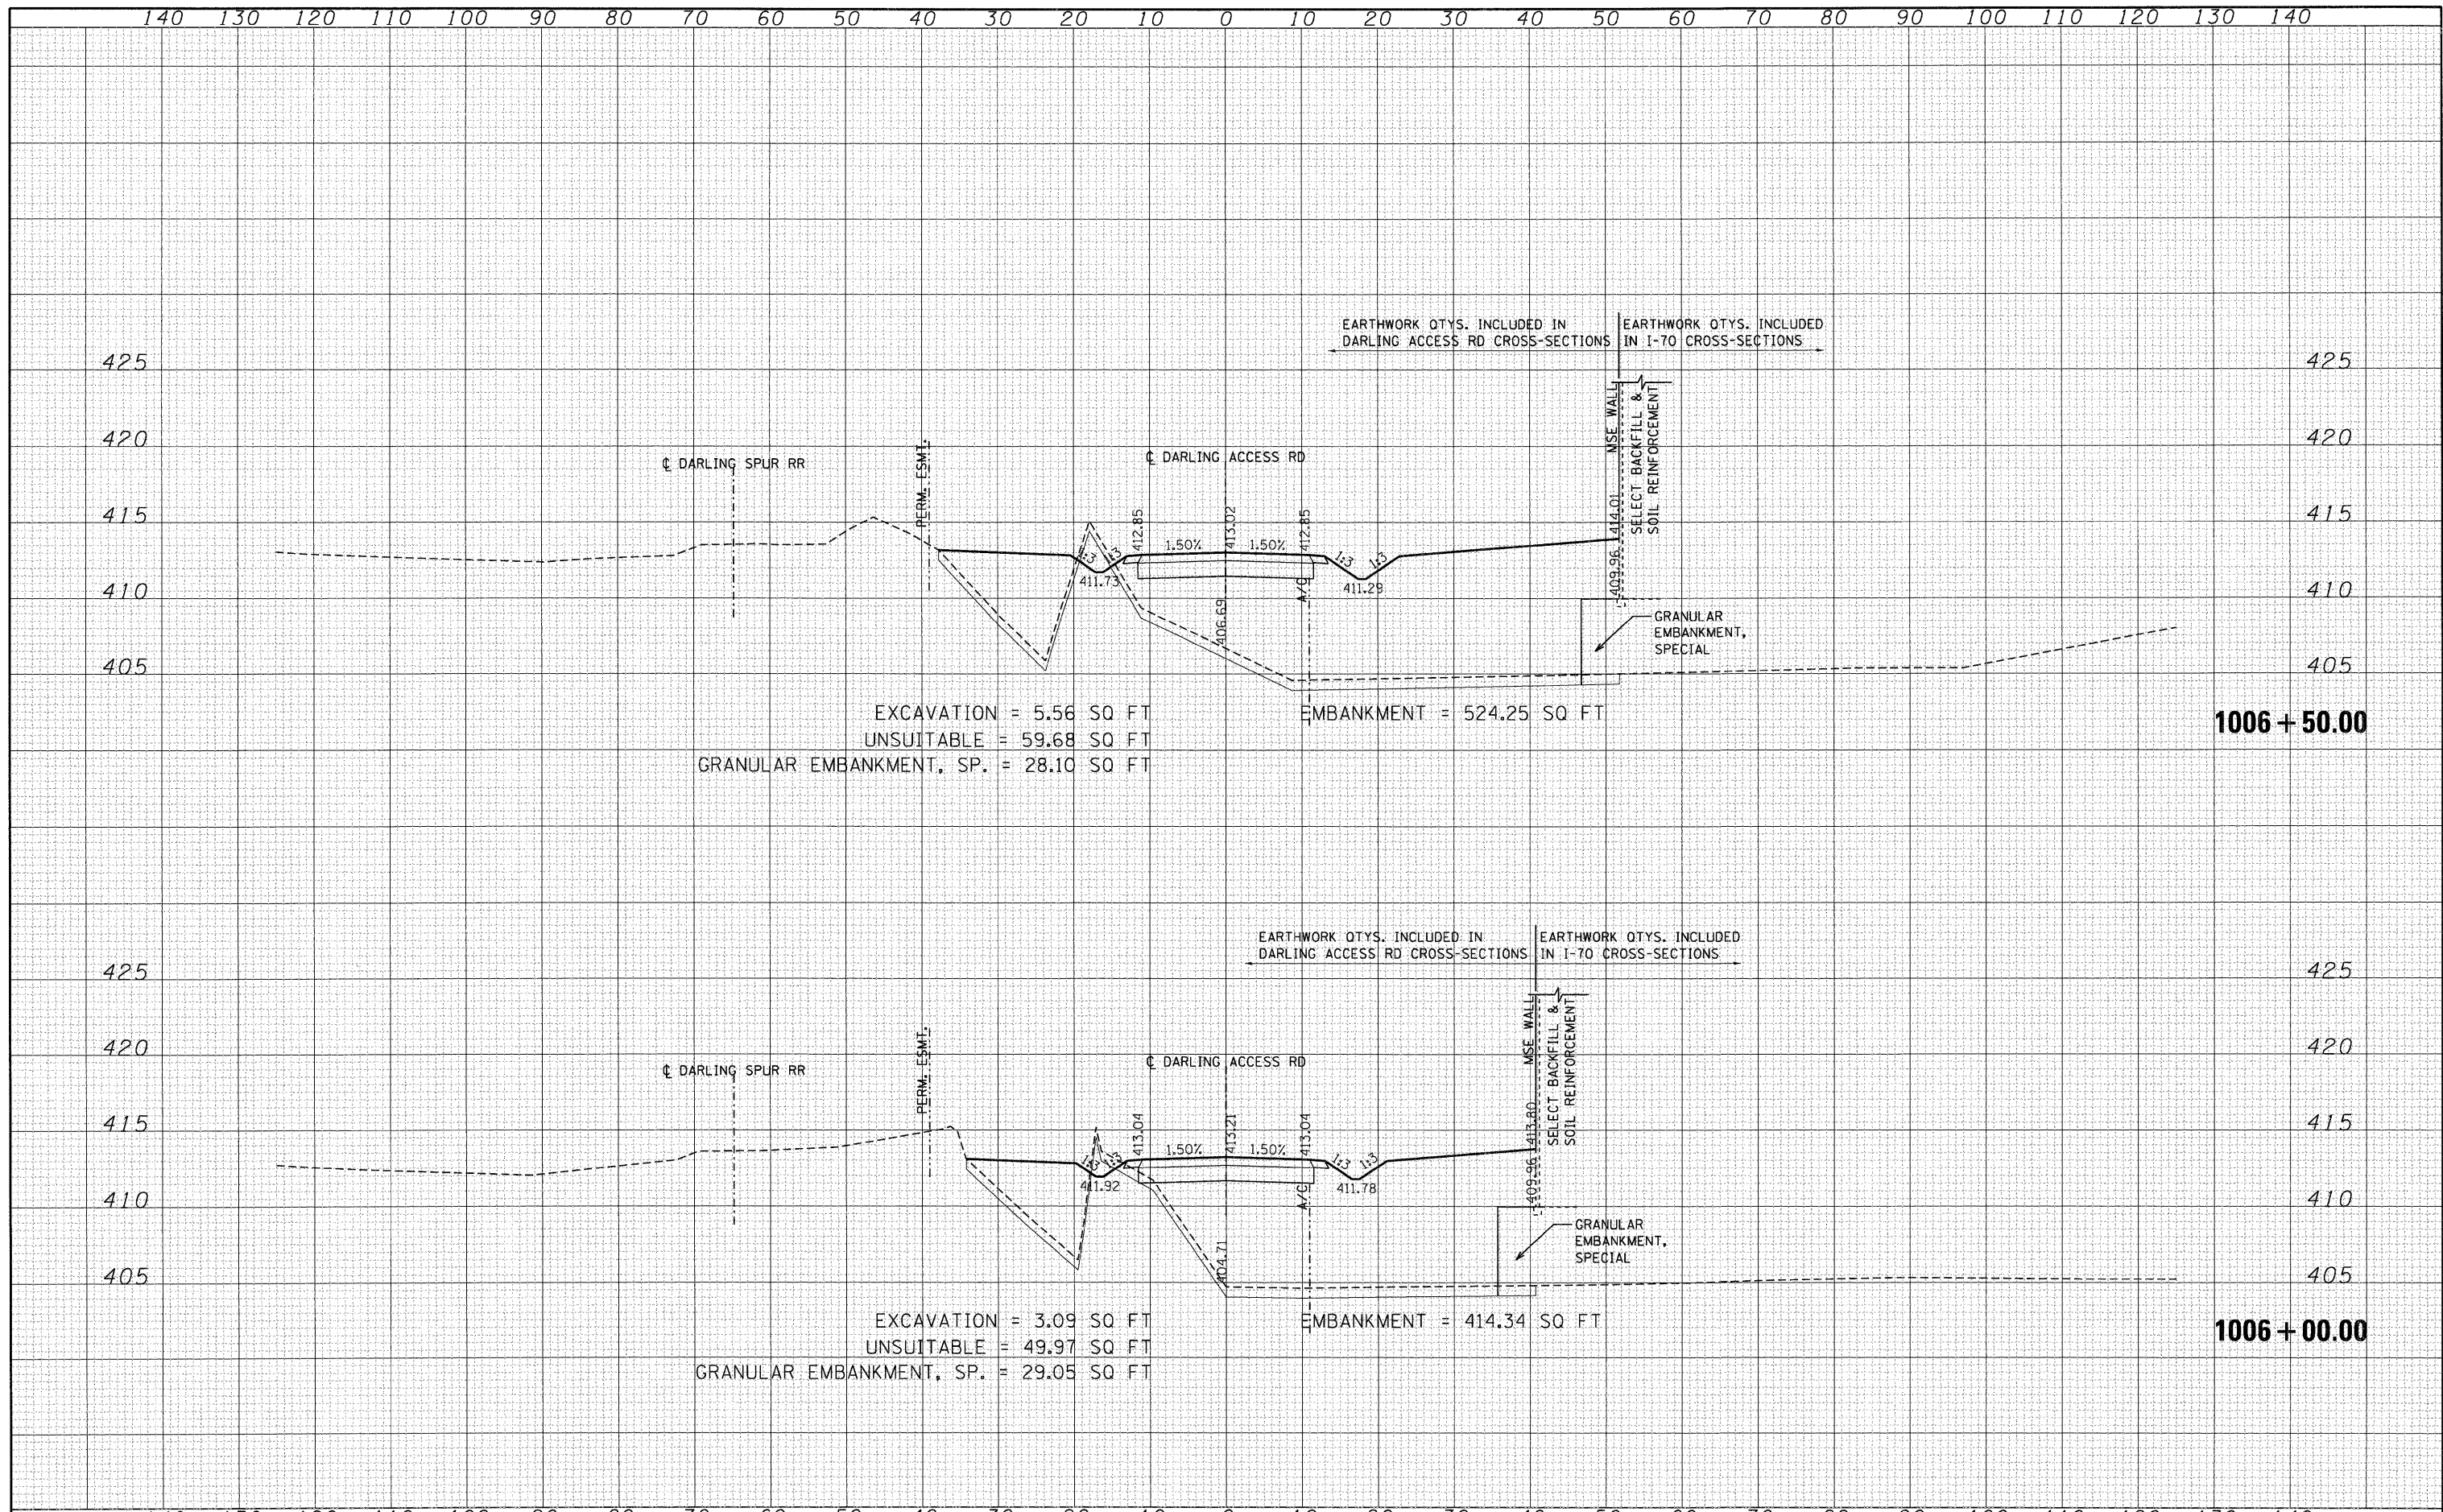 140 130 120 110 100 90 80 70 60 50 40 30 20 10 0 10 20 30 40 50 60 70 80 90 100 110 120 130 140
EARTHWORK QTYS. INCLUDED IN
DARLING ACCESS RD CROSS-SECTIONS
EARTHWORK QTYS. INCLUDED
IN I-70 CROSS-SECTIONS
425 425
420 420
415 415
410 410
405 405
℄ DARLING SPUR RR
PERM. ESMT.
℄ DARLING ACCESS RD
MSE WALL
SELECT BACKFILL &
SOIL REINFORCEMENT
1:3 1:3
411.73
412.85
1.50%
413.02
1.50%
412.85
1:3 1:3
411.29
406.69
A/C
409.96 414.01
GRANULAR
EMBANKMENT,
SPECIAL
EXCAVATION = 5.56 SQ FT
UNSUITABLE = 59.68 SQ FT
GRANULAR EMBANKMENT, SP. = 28.10 SQ FT
EMBANKMENT = 524.25 SQ FT
1006+50.00
EARTHWORK QTYS. INCLUDED IN
DARLING ACCESS RD CROSS-SECTIONS
EARTHWORK QTYS. INCLUDED
IN I-70 CROSS-SECTIONS
425 425
420 420
415 415
410 410
405 405
℄ DARLING SPUR RR
PERM. ESMT.
℄ DARLING ACCESS RD
MSE WALL
SELECT BACKFILL &
SOIL REINFORCEMENT
1:3 1:3
411.92
413.04
1.50%
413.21
1.50%
413.04
1:3 1:3
411.78
404.71
A/C
409.96 413.80
GRANULAR
EMBANKMENT,
SPECIAL
EXCAVATION = 3.09 SQ FT
UNSUITABLE = 49.97 SQ FT
GRANULAR EMBANKMENT, SP. = 29.05 SQ FT
EMBANKMENT = 414.34 SQ FT
1006+00.00